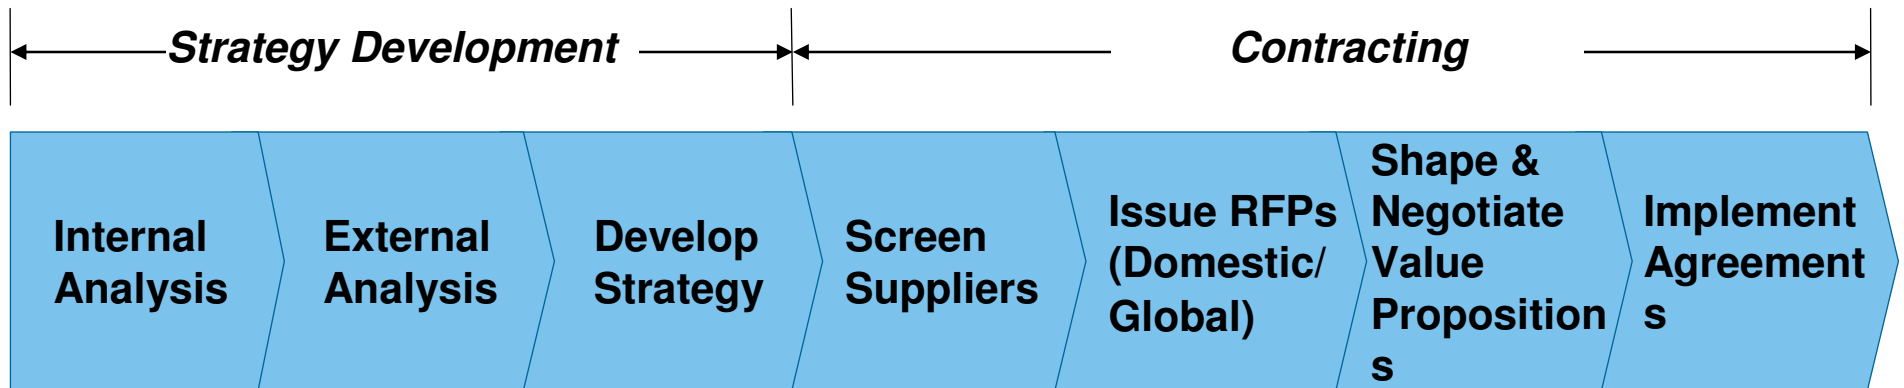 Strategy Development
Contracting
Internal
Analysis
External
Analysis
Develop
Strategy
Screen
Suppliers
Issue RFPs
(Domestic/
Global)
Shape &
Negotiate
Value
Proposition
s
Implement
Agreement
s